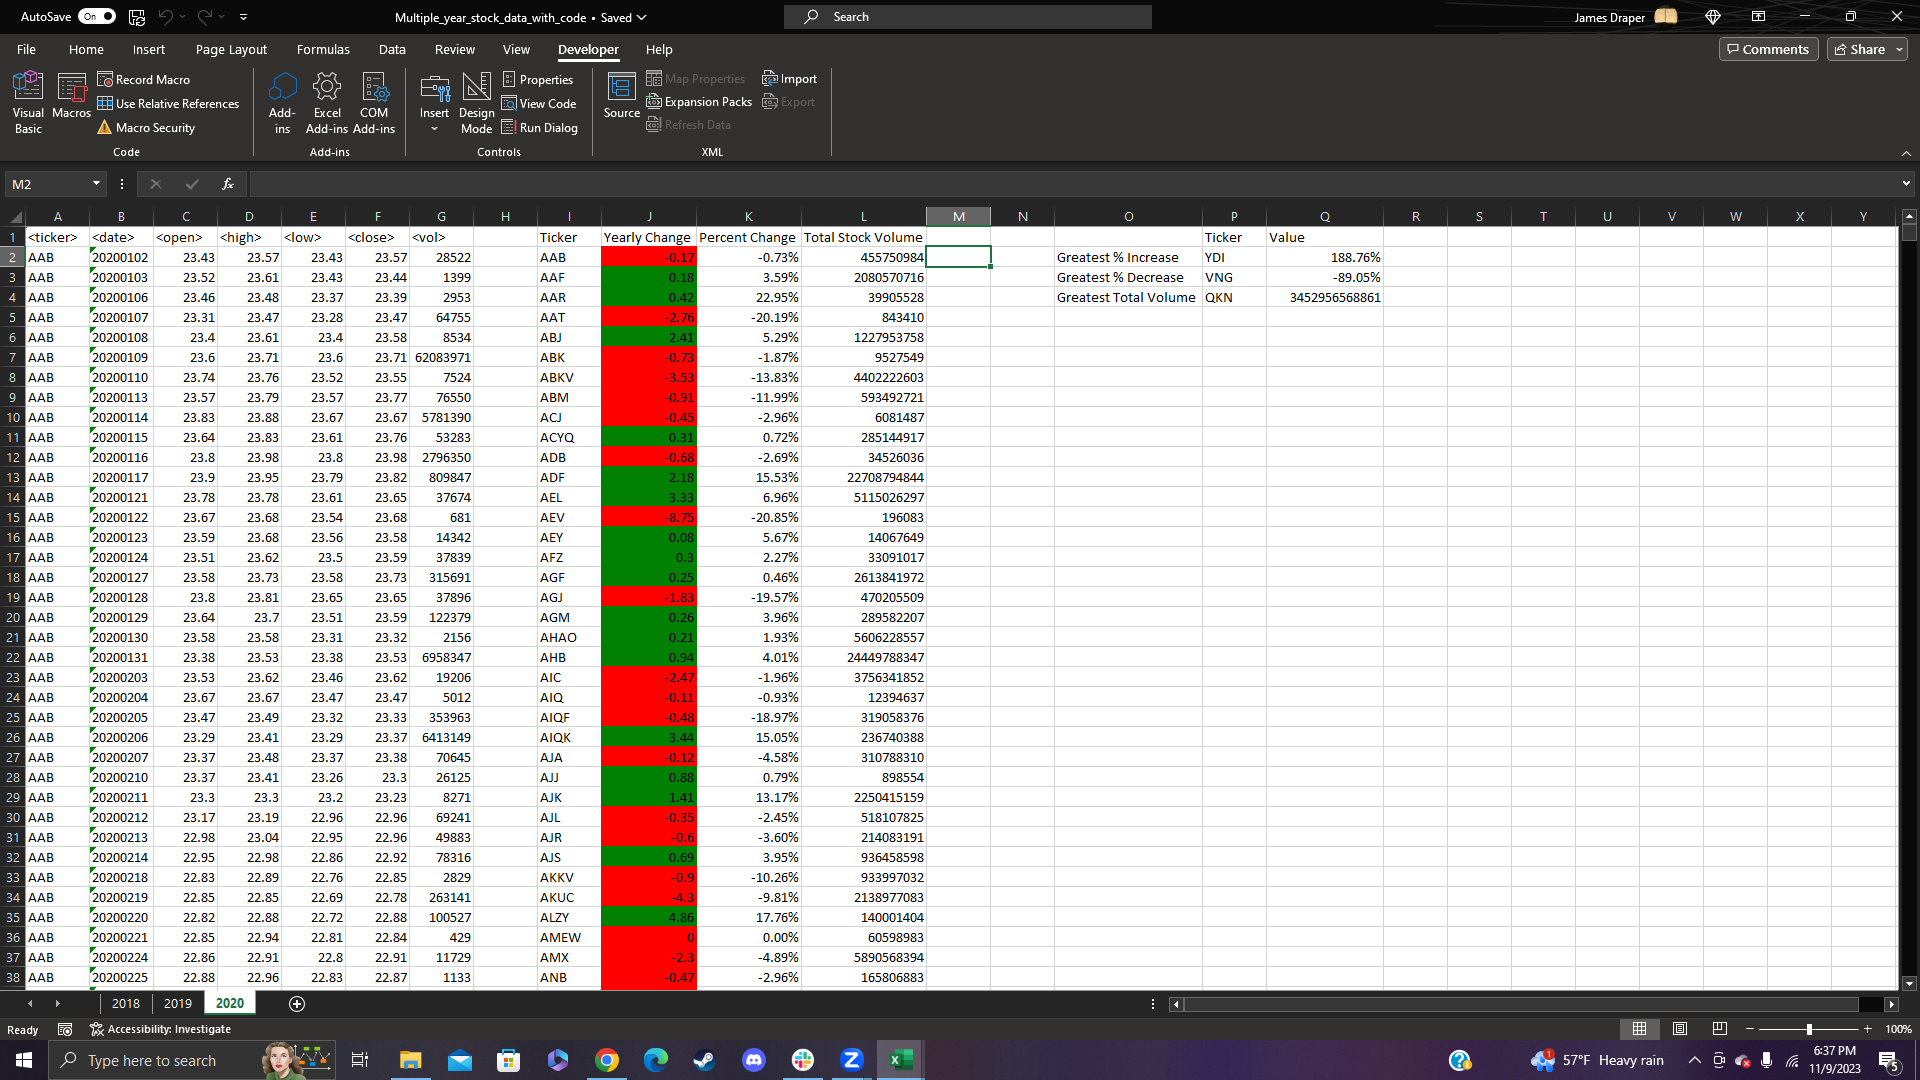 AutoSave On Multiple_year_stock_data_with_code • Saved Search James Draper
File Home Insert Page Layout Formulas Data Review View Developer Help Comments Share
Visual Basic Macros Record Macro Use Relative References Macro Security Code
Add-ins Excel Add-ins COM Add-ins Add-ins
Insert Design Mode Properties View Code Run Dialog Controls
Source Map Properties Expansion Packs Refresh Data Import Export XML
M2 fx
A B C D E F G H I J K L M N O P Q R S T U V W X Y
1 <ticker> <date> <open> <high> <low> <close> <vol> Ticker Yearly Change Percent Change Total Stock Volume Ticker Value
2 AAB 20200102 23.43 23.57 23.43 23.57 28522 AAB -0.17 -0.73% 455750984 Greatest % Increase YDI 188.76%
3 AAB 20200103 23.52 23.61 23.43 23.44 1399 AAF 0.18 3.59% 2080570716 Greatest % Decrease VNG -89.05%
4 AAB 20200106 23.46 23.48 23.37 23.39 2953 AAR 0.42 22.95% 39905528 Greatest Total Volume QKN 3452956568861
5 AAB 20200107 23.31 23.47 23.28 23.47 64755 AAT -2.76 -20.19% 843410
6 AAB 20200108 23.4 23.61 23.4 23.58 8534 ABJ 2.41 5.29% 1227953758
7 AAB 20200109 23.6 23.71 23.6 23.71 62083971 ABK -0.73 -1.87% 9527549
8 AAB 20200110 23.74 23.76 23.52 23.55 7524 ABKV -3.53 -13.83% 4402222603
9 AAB 20200113 23.57 23.79 23.57 23.77 76550 ABM -0.91 -11.99% 593492721
10 AAB 20200114 23.83 23.88 23.67 23.67 5781390 ACJ -0.45 -2.96% 6081487
11 AAB 20200115 23.64 23.83 23.61 23.76 53283 ACYQ 0.31 0.72% 285144917
12 AAB 20200116 23.8 23.98 23.8 23.98 2796350 ADB -0.68 -2.69% 34526036
13 AAB 20200117 23.9 23.95 23.79 23.82 809847 ADF 2.18 15.53% 22708794844
14 AAB 20200121 23.78 23.78 23.61 23.65 37674 AEL 3.33 6.96% 5115026297
15 AAB 20200122 23.67 23.68 23.54 23.68 681 AEV -8.75 -20.85% 196083
16 AAB 20200123 23.59 23.68 23.56 23.58 14342 AEY 0.08 5.67% 14067649
17 AAB 20200124 23.51 23.62 23.5 23.59 37839 AFZ 0.3 2.27% 33091017
18 AAB 20200127 23.58 23.73 23.58 23.73 315691 AGF 0.25 0.46% 2613841972
19 AAB 20200128 23.8 23.81 23.65 23.65 37896 AGJ -1.83 -19.57% 470205509
20 AAB 20200129 23.64 23.7 23.51 23.59 122379 AGM 0.26 3.96% 289582207
21 AAB 20200130 23.58 23.58 23.31 23.32 2156 AHAO 0.21 1.93% 5606228557
22 AAB 20200131 23.38 23.53 23.38 23.53 6958347 AHB 0.94 4.01% 24449788347
23 AAB 20200203 23.53 23.62 23.46 23.62 19206 AIC -2.47 -1.96% 3756341852
24 AAB 20200204 23.67 23.67 23.47 23.47 5012 AIQ -0.11 -0.93% 12394637
25 AAB 20200205 23.47 23.49 23.32 23.33 353963 AIQF -0.48 -18.97% 319058376
26 AAB 20200206 23.29 23.41 23.29 23.37 6413149 AIQK 3.44 15.05% 236740388
27 AAB 20200207 23.37 23.48 23.37 23.38 70645 AJA -0.12 -4.58% 310788310
28 AAB 20200210 23.37 23.41 23.26 23.3 26125 AJJ 0.88 0.79% 898554
29 AAB 20200211 23.3 23.3 23.2 23.23 8271 AJK 1.41 13.17% 2250415159
30 AAB 20200212 23.17 23.19 22.96 22.96 69241 AJL -0.35 -2.45% 518107825
31 AAB 20200213 22.98 23.04 22.95 22.96 49883 AJR -0.6 -3.60% 214083191
32 AAB 20200214 22.95 22.98 22.86 22.92 78316 AJS 0.69 3.95% 936458598
33 AAB 20200218 22.83 22.89 22.76 22.85 2829 AKKV -0.9 -10.26% 933997032
34 AAB 20200219 22.85 22.85 22.69 22.78 263141 AKUC -4.3 -9.81% 2138977083
35 AAB 20200220 22.82 22.88 22.72 22.88 100527 ALZY 4.86 17.76% 140001404
36 AAB 20200221 22.85 22.94 22.81 22.84 429 AMEW 0 0.00% 60598983
37 AAB 20200224 22.86 22.91 22.8 22.91 11729 AMX -2.3 -4.89% 5890568394
38 AAB 20200225 22.88 22.96 22.83 22.87 1133 ANB -0.47 -2.96% 165806883
2018 2019 2020
Ready Accessibility: Investigate 100%
Type here to search 57°F Heavy rain 6:37 PM
11/9/2023 5